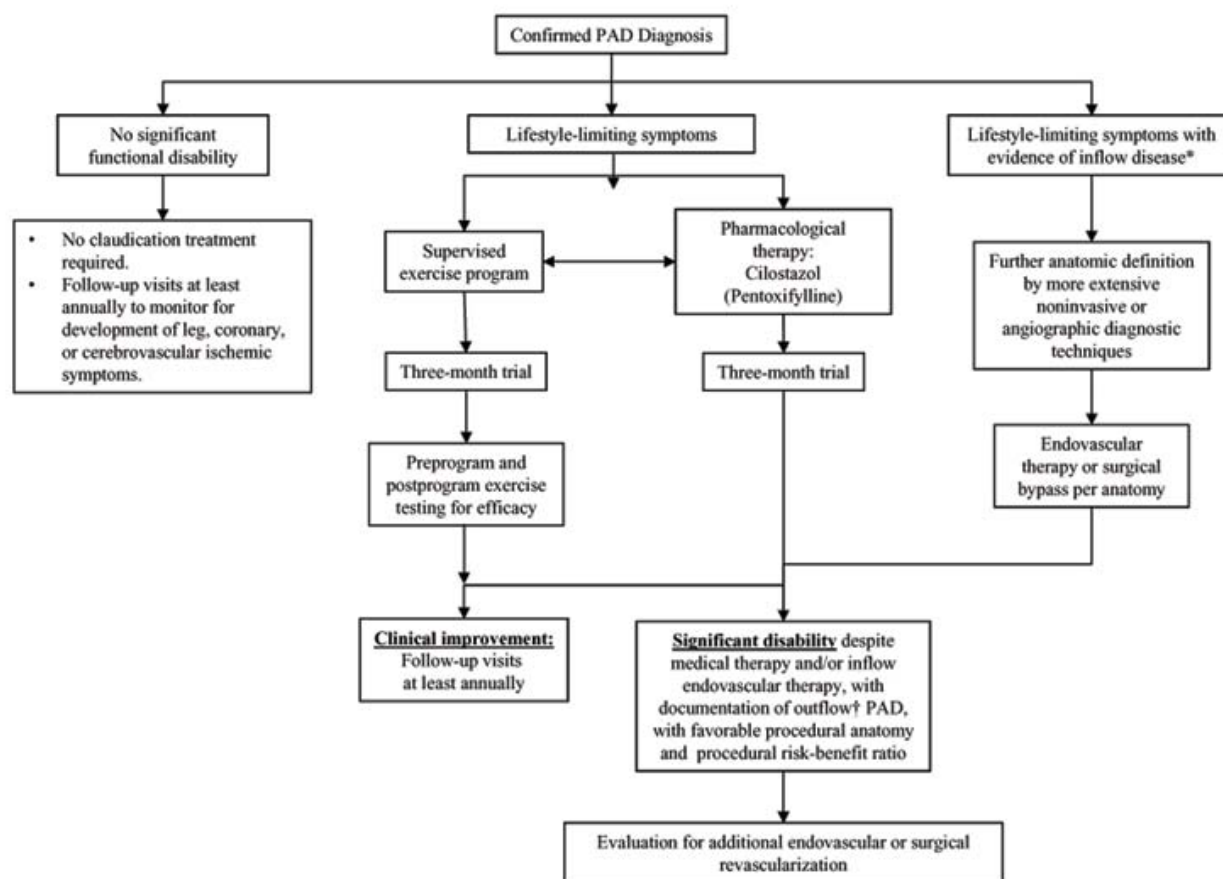 Confirmed PAD Diagnosis
No significant
functional disability
Lifestyle-limiting symptoms
Lifestyle-limiting symptoms with
evidence of inflow disease*
• No claudication treatment
required.
• Follow-up visits at least
annually to monitor for
development of leg, coronary,
or cerebrovascular ischemic
symptoms.
Supervised
exercise program
Pharmacological
therapy:
Cilostazol
(Pentoxifylline)
Further anatomic definition
by more extensive
noninvasive or
angiographic diagnostic
techniques
Three-month trial
Three-month trial
Preprogram and
postprogram exercise
testing for efficacy
Endovascular
therapy or surgical
bypass per anatomy
Clinical improvement:
Follow-up visits
at least annually
Significant disability despite
medical therapy and/or inflow
endovascular therapy, with
documentation of outflow† PAD,
with favorable procedural anatomy
and procedural risk-benefit ratio
Evaluation for additional endovascular or surgical
revascularization